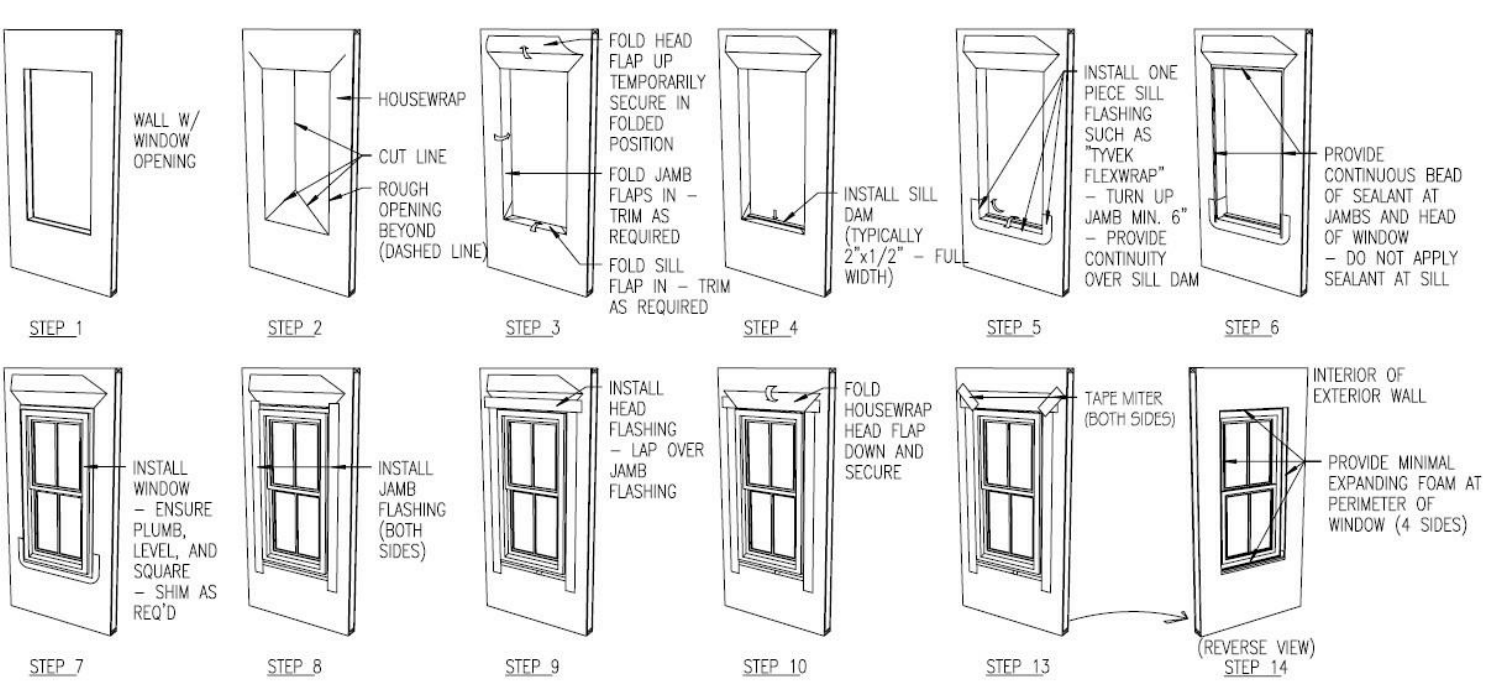 WALL W/
WINDOW
OPENING
STEP 1
HOUSEWRAP
CUT LINE
ROUGH
OPENING
BEYOND
(DASHED LINE)
STEP 2
FOLD HEAD
FLAP UP
TEMPORARILY
SECURE IN
FOLDED
POSITION
FOLD JAMB
FLAPS IN –
TRIM AS
REQUIRED
FOLD SILL
FLAP IN – TRIM
AS REQUIRED
STEP 3
INSTALL SILL
DAM
(TYPICALLY
2"x1/2" – FULL
WIDTH)
STEP 4
INSTALL ONE
PIECE SILL
FLASHING
SUCH AS
"TYVEK
FLEXWRAP"
– TURN UP
JAMB MIN. 6"
– PROVIDE
CONTINUITY
OVER SILL DAM
STEP 5
PROVIDE
CONTINUOUS BEAD
OF SEALANT AT
JAMBS AND HEAD
OF WINDOW
– DO NOT APPLY
SEALANT AT SILL
STEP 6
INSTALL
WINDOW
– ENSURE
PLUMB,
LEVEL, AND
SQUARE
– SHIM AS
REQ'D
STEP 7
INSTALL
JAMB
FLASHING
(BOTH
SIDES)
STEP 8
INSTALL
HEAD
FLASHING
– LAP OVER
JAMB
FLASHING
STEP 9
FOLD
HOUSEWRAP
HEAD FLAP
DOWN AND
SECURE
STEP 10
TAPE MITER
(BOTH SIDES)
STEP 13
INTERIOR OF
EXTERIOR WALL
PROVIDE MINIMAL
EXPANDING FOAM AT
PERIMETER OF
WINDOW (4 SIDES)
(REVERSE VIEW)
STEP 14